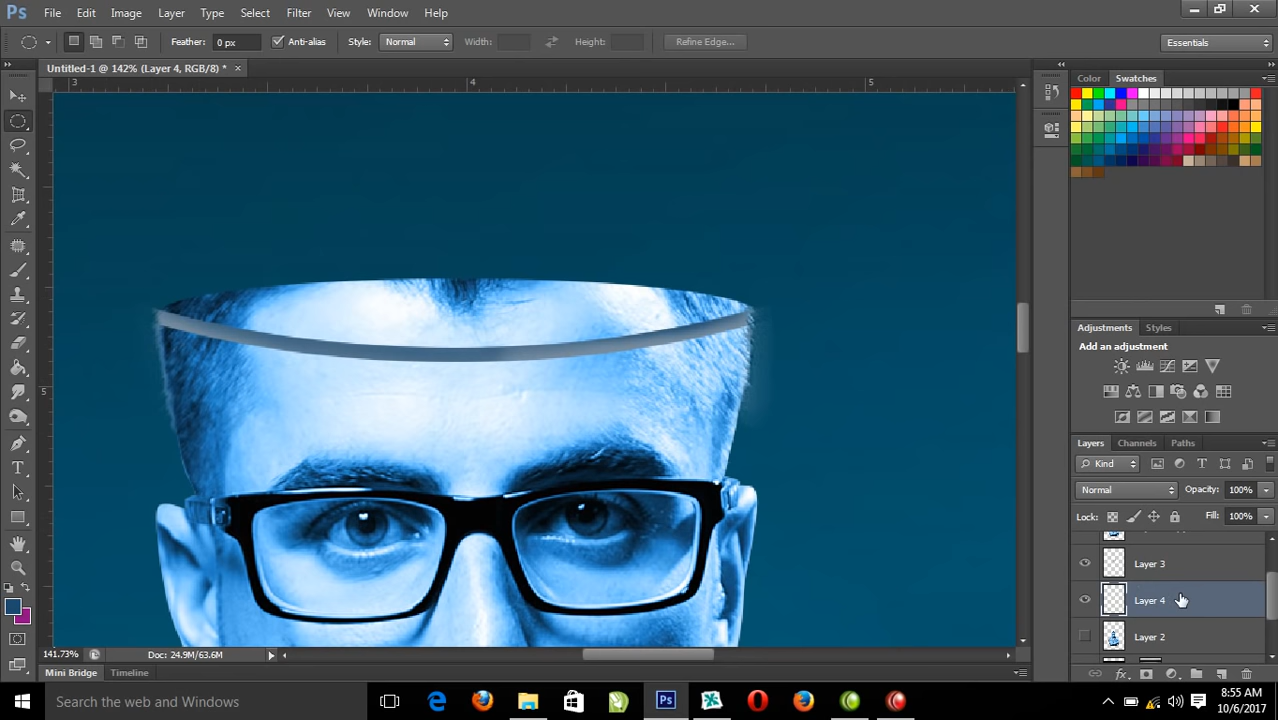 Ps File Edit Image Layer Type Select Filter View Window Help
Feather: 0 px Anti-alias Style: Normal Width: Height: Refine Edge... Essentials
Untitled-1 @ 142% (Layer 4, RGB/8) * ×
Color Swatches
3 4 5
5
Adjustments Styles
Add an adjustment
Layers Channels Paths
Kind
Normal Opacity: 100%
Lock: Fill: 100%
Layer 3
Layer 4
Layer 2
141.73% Doc: 24.9M/63.6M
Mini Bridge Timeline
Search the web and Windows
Ps
8:55 AM
10/6/2017